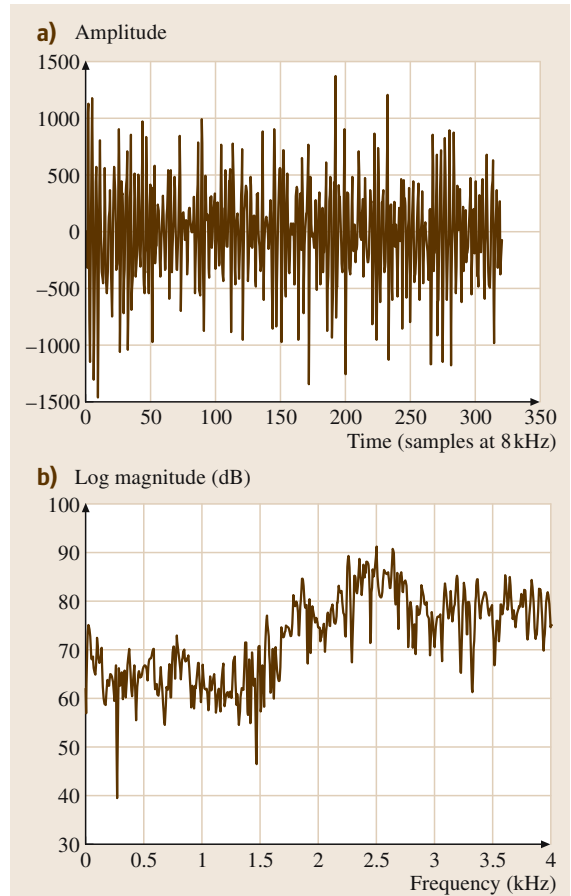 a) Amplitude
1500
1000
500
0
−500
−1000
−1500
0 50 100 150 200 250 300 350
Time (samples at 8 kHz)
b) Log magnitude (dB)
100
90
80
70
60
50
40
30
0 0.5 1 1.5 2 2.5 3 3.5 4
Frequency (kHz)